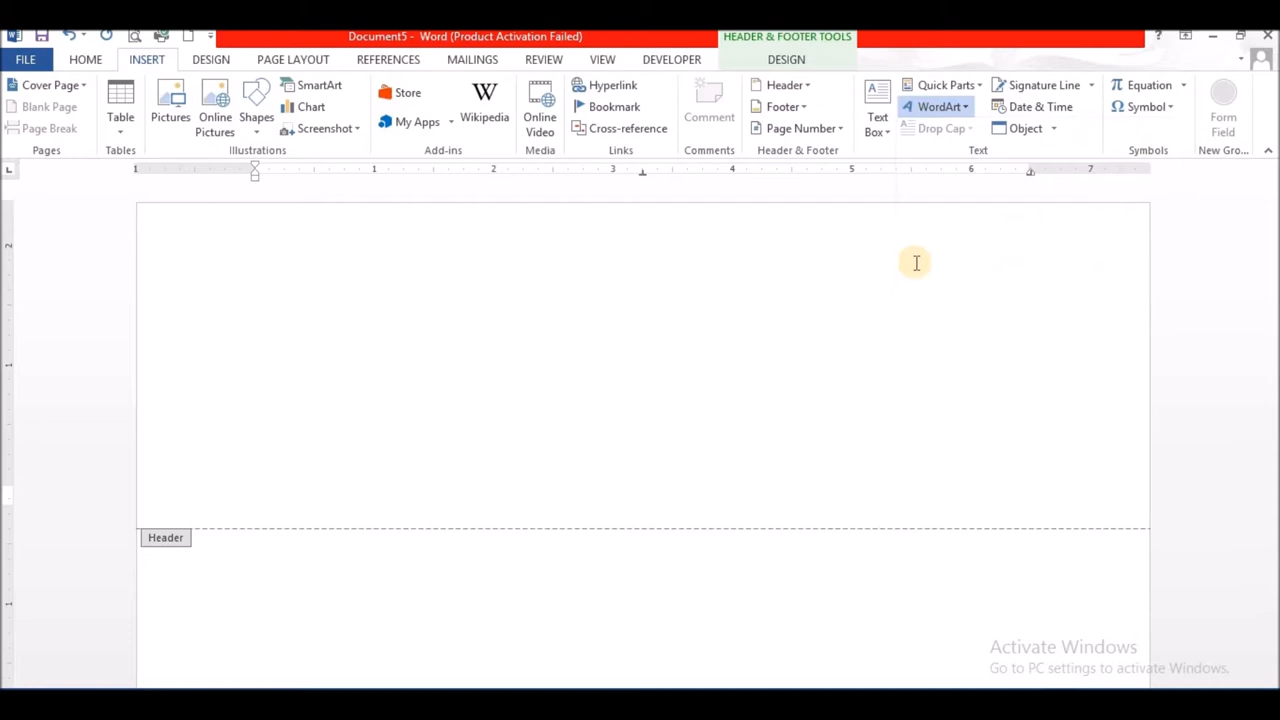 Document5 - Word (Product Activation Failed)
HEADER & FOOTER TOOLS
?
FILE HOME INSERT DESIGN PAGE LAYOUT REFERENCES MAILINGS REVIEW VIEW DEVELOPER DESIGN
Cover Page
Blank Page
Page Break
Pages
Table
Tables
Pictures
Online Pictures
Shapes
SmartArt
Chart
Screenshot
Illustrations
Store
My Apps
W
Wikipedia
Add-ins
Online Video
Media
Hyperlink
Bookmark
Cross-reference
Links
Comment
Comments
Header
Footer
Page Number
Header & Footer
Text Box
Quick Parts
WordArt
Drop Cap
Signature Line
Date & Time
Object
Text
Equation
Symbol
Symbols
Form Field
New Gro...
1 1 2 3 4 5 6 7
2
1
Header
1
Activate Windows
Go to PC settings to activate Windows.